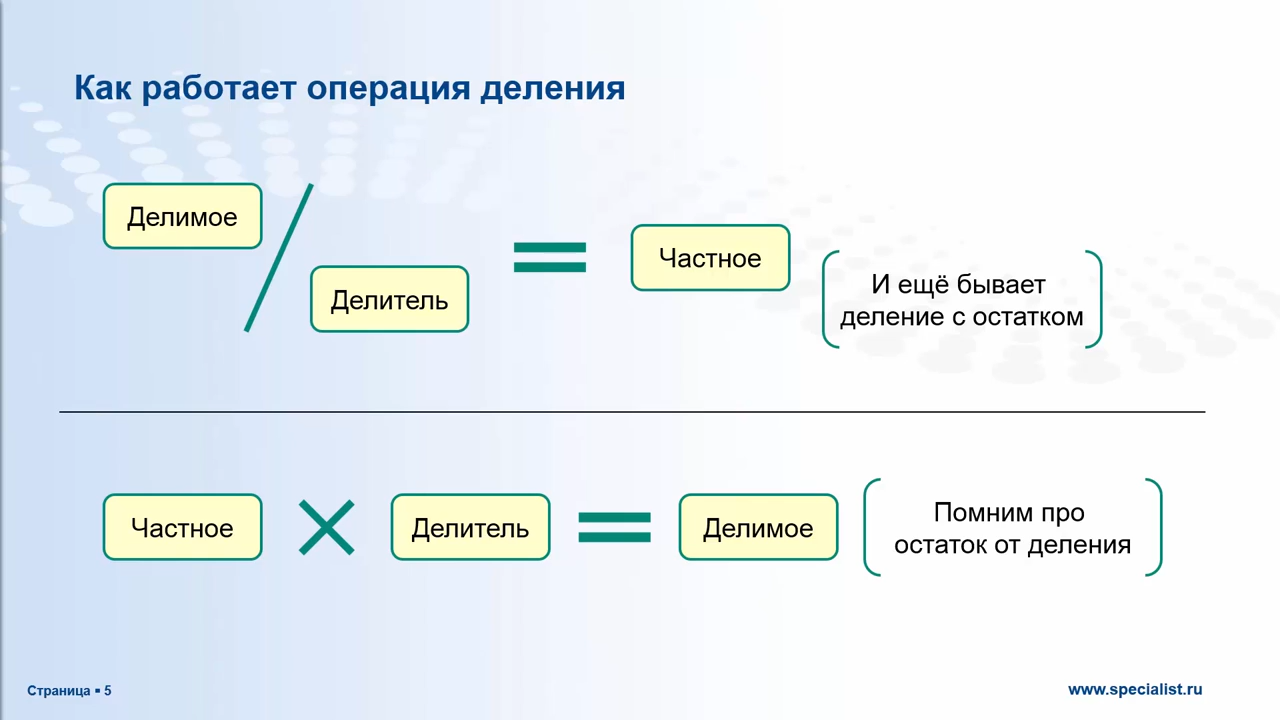 Как работает операция деления
Делимое
Делитель
Частное
И ещё бывает
деление с остатком
Частное
Делитель
Делимое
Помним про
остаток от деления
Страница ▪ 5
www.specialist.ru